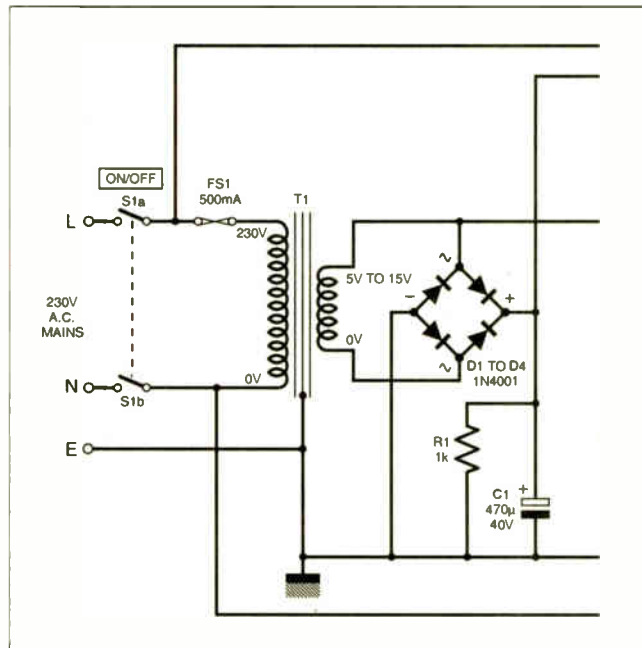 ON/OFF
S1a
FS1
500mA
T1
L
230V
5V TO 15V
~
230V
A.C.
MAINS
−
+
0V
~
D1 TO D4
1N4001
N
S1b
0V
R1
1k
E
+
C1
470µ
40V